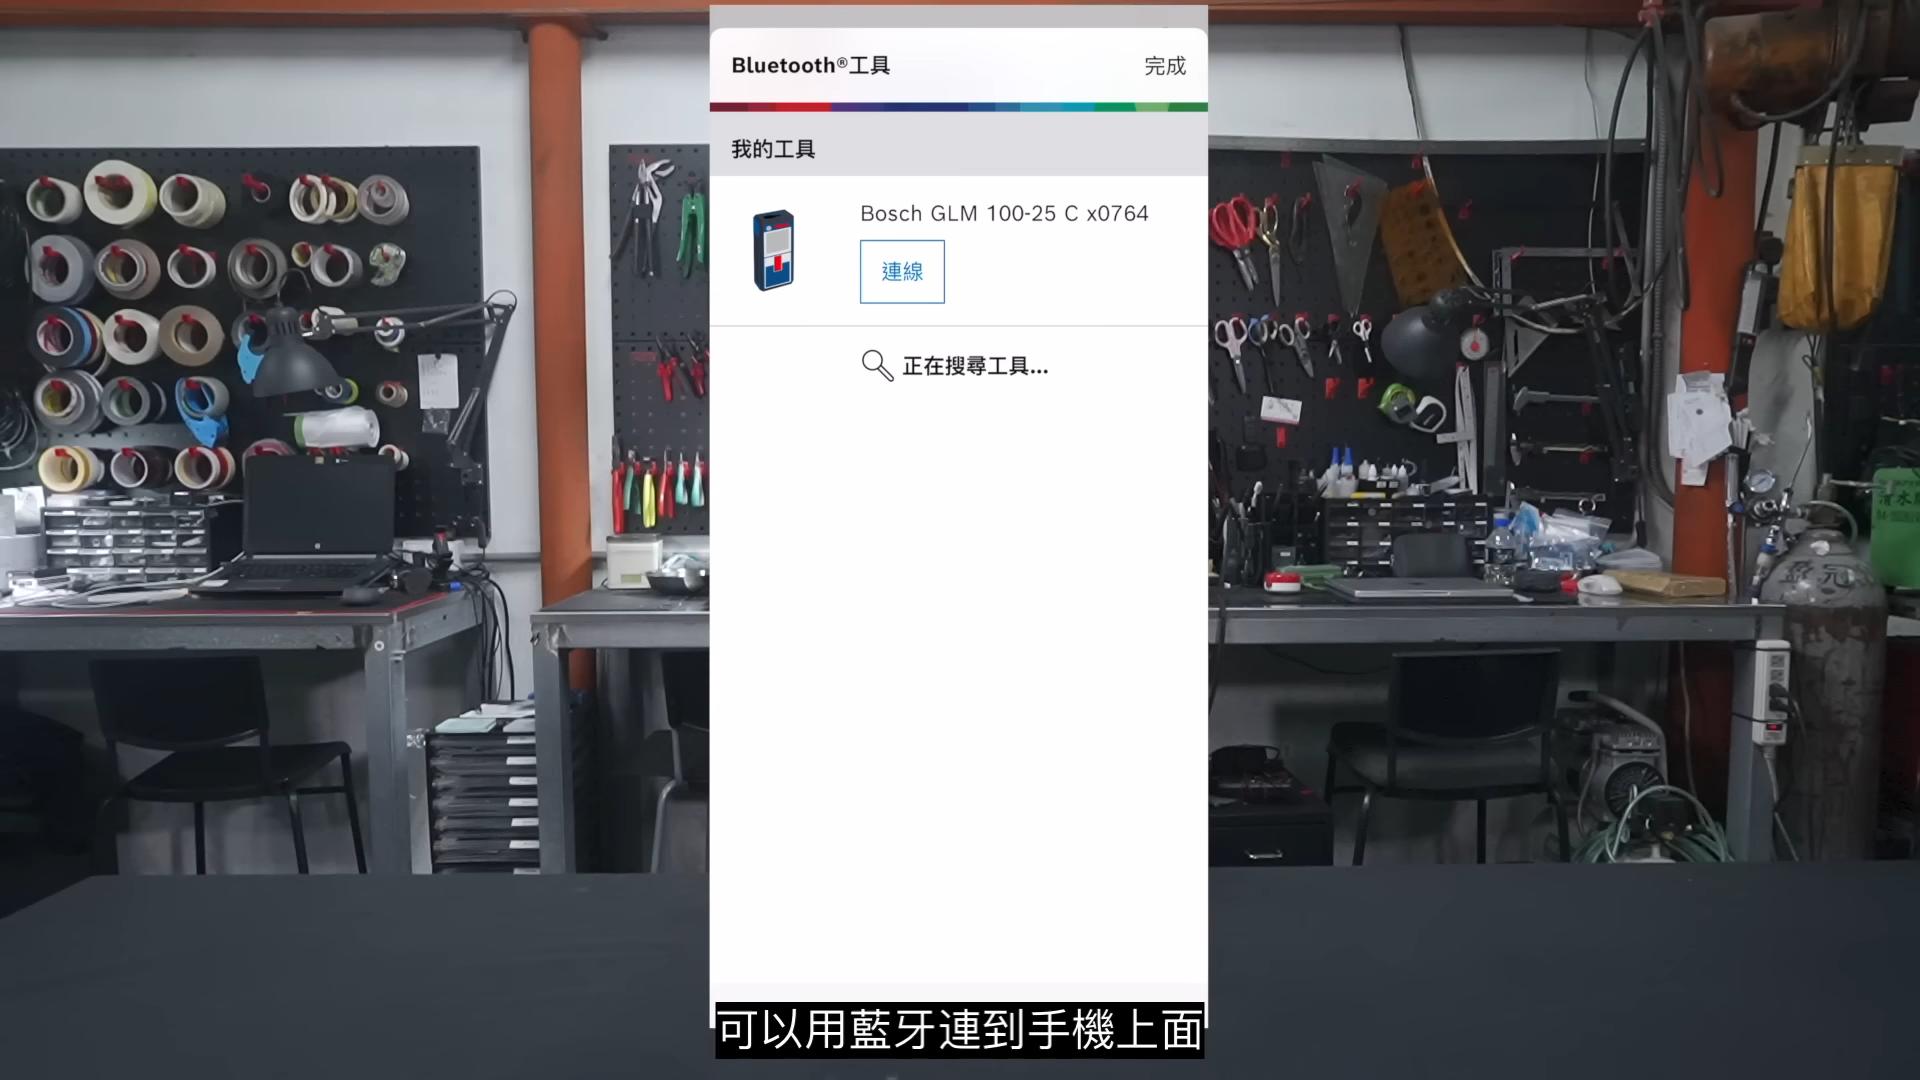 Bluetooth®工具
完成
我的工具
Bosch GLM 100-25 C x0764
連線
正在搜尋工具...
可以用藍牙連到手機上面